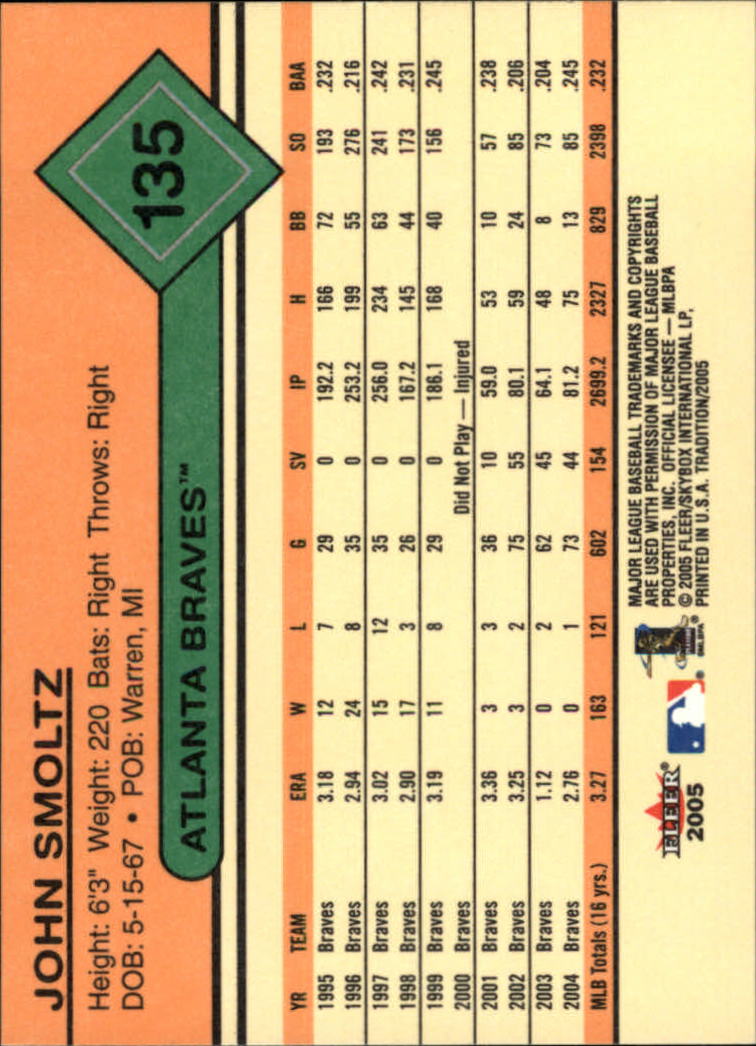 JOHN SMOLTZ
Height: 6'3" Weight: 220 Bats: Right Throws: Right
DOB: 5-15-67 • POB: Warren, MI
135
ATLANTA BRAVES™
YR TEAM ERA W L G SV IP H BB SO BAA
1995 Braves 3.18 12 7 29 0 192.2 166 72 193 .232
1996 Braves 2.94 24 8 35 0 253.2 199 55 276 .216
1997 Braves 3.02 15 12 35 0 256.0 234 63 241 .242
1998 Braves 2.90 17 3 26 0 167.2 145 44 173 .231
1999 Braves 3.19 11 8 29 0 186.1 168 40 156 .245
2000 Braves Did Not Play — Injured
2001 Braves 3.36 3 3 36 10 59.0 53 10 57 .238
2002 Braves 3.25 3 2 75 55 80.1 59 24 85 .206
2003 Braves 1.12 0 2 62 45 64.1 48 8 73 .204
2004 Braves 2.76 0 1 73 44 81.2 75 13 85 .245
MLB Totals (16 yrs.) 3.27 163 121 602 154 2699.2 2327 829 2398 .232
FLEER®
2005
®
®
©MLBPA
MAJOR LEAGUE BASEBALL TRADEMARKS AND COPYRIGHTS
ARE USED WITH PERMISSION OF MAJOR LEAGUE BASEBALL
PROPERTIES, INC. OFFICIAL LICENSEE — MLBPA
© 2005 FLEER/SKYBOX INTERNATIONAL LP,
PRINTED IN U.S.A. TRADITION/2005